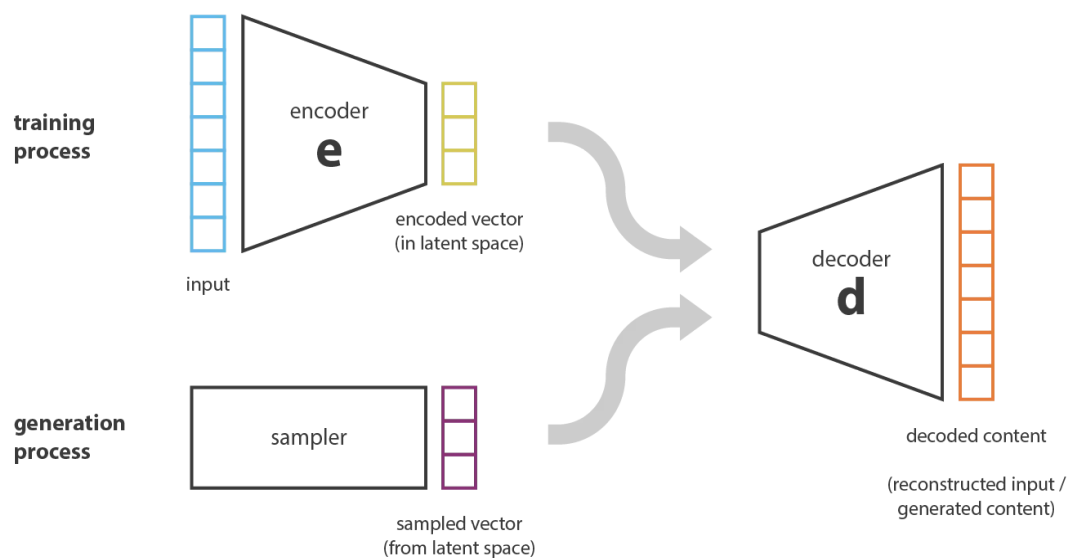 training
process
encoder
e
encoded vector
(in latent space)
input
decoder
d
generation
process
sampler
sampled vector
(from latent space)
decoded content
(reconstructed input /
generated content)